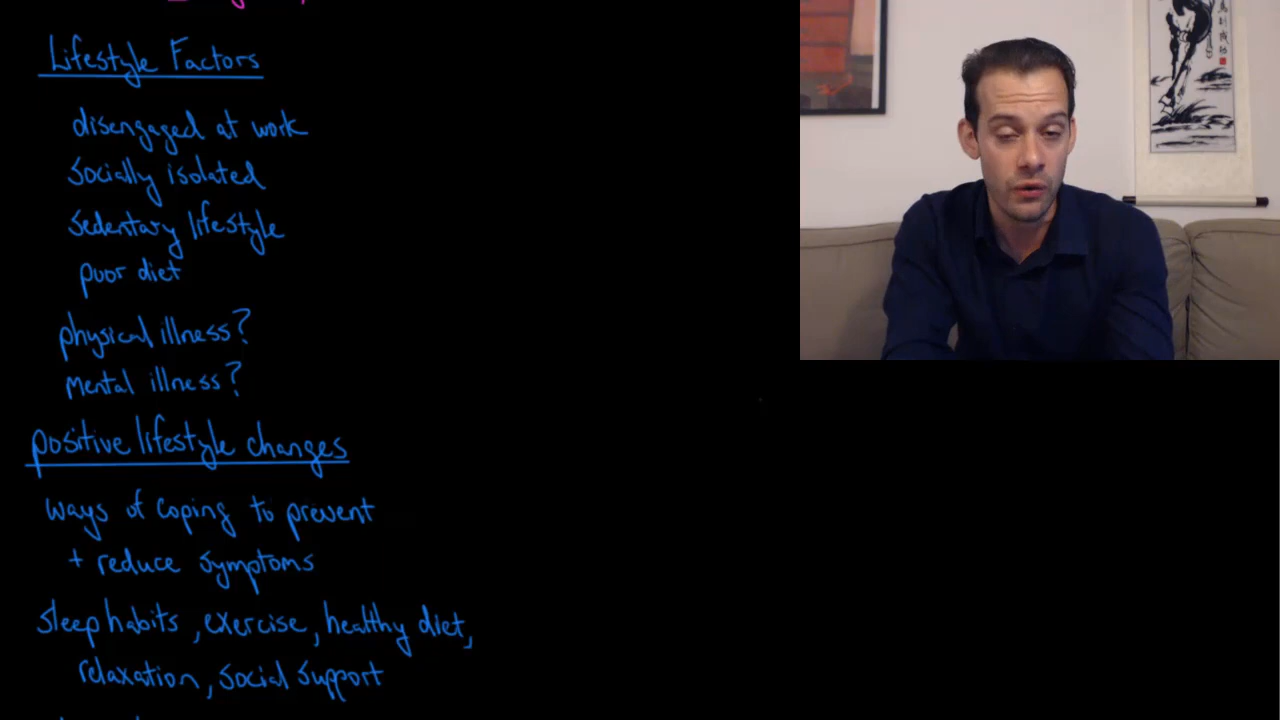 Lifestyle Factors
disengaged at work
socially isolated
sedentary lifestyle
poor diet
physical illness?
mental illness?
positive lifestyle changes
ways of coping to prevent
+ reduce symptoms
sleep habits, exercise, healthy diet,
relaxation, social support